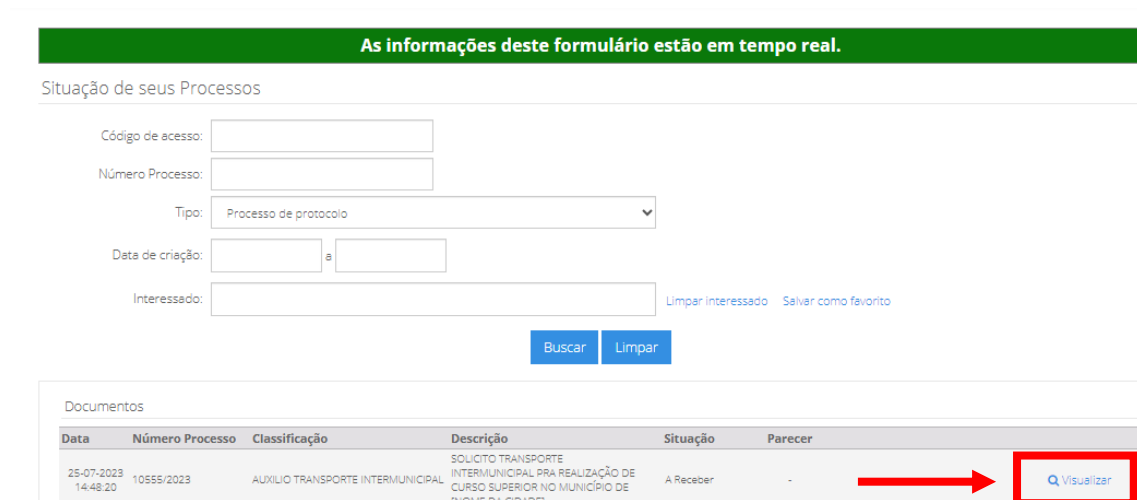 As informações deste formulário estão em tempo real.
Situação de seus Processos
Código de acesso:
Número Processo:
Tipo: Processo de protocolo
Data de criação: a
Interessado: Limpar interessado Salvar como favorito
Buscar Limpar
Documentos
Data Número Processo Classificação Descrição Situação Parecer
SOLICITO TRANSPORTE
25-07-2023 INTERMUNICIPAL PRA REALIZAÇÃO DE
10555/2023 AUXILIO TRANSPORTE INTERMUNICIPAL A Receber - Visualizar
14:48:20 CURSO SUPERIOR NO MUNICÍPIO DE
[NOME DA CIDADE]